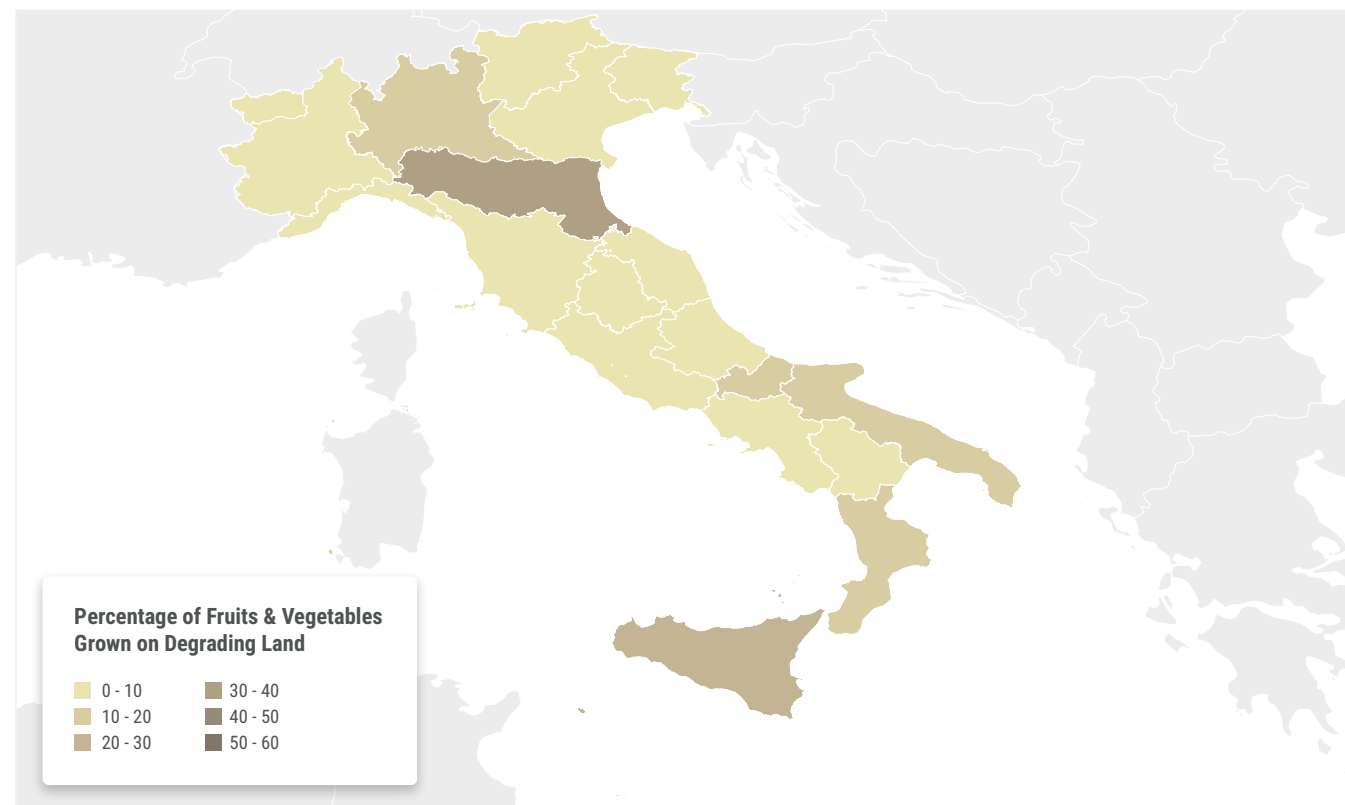 Percentage of Fruits & Vegetables
Grown on Degrading Land
0 - 10
10 - 20
20 - 30
30 - 40
40 - 50
50 - 60